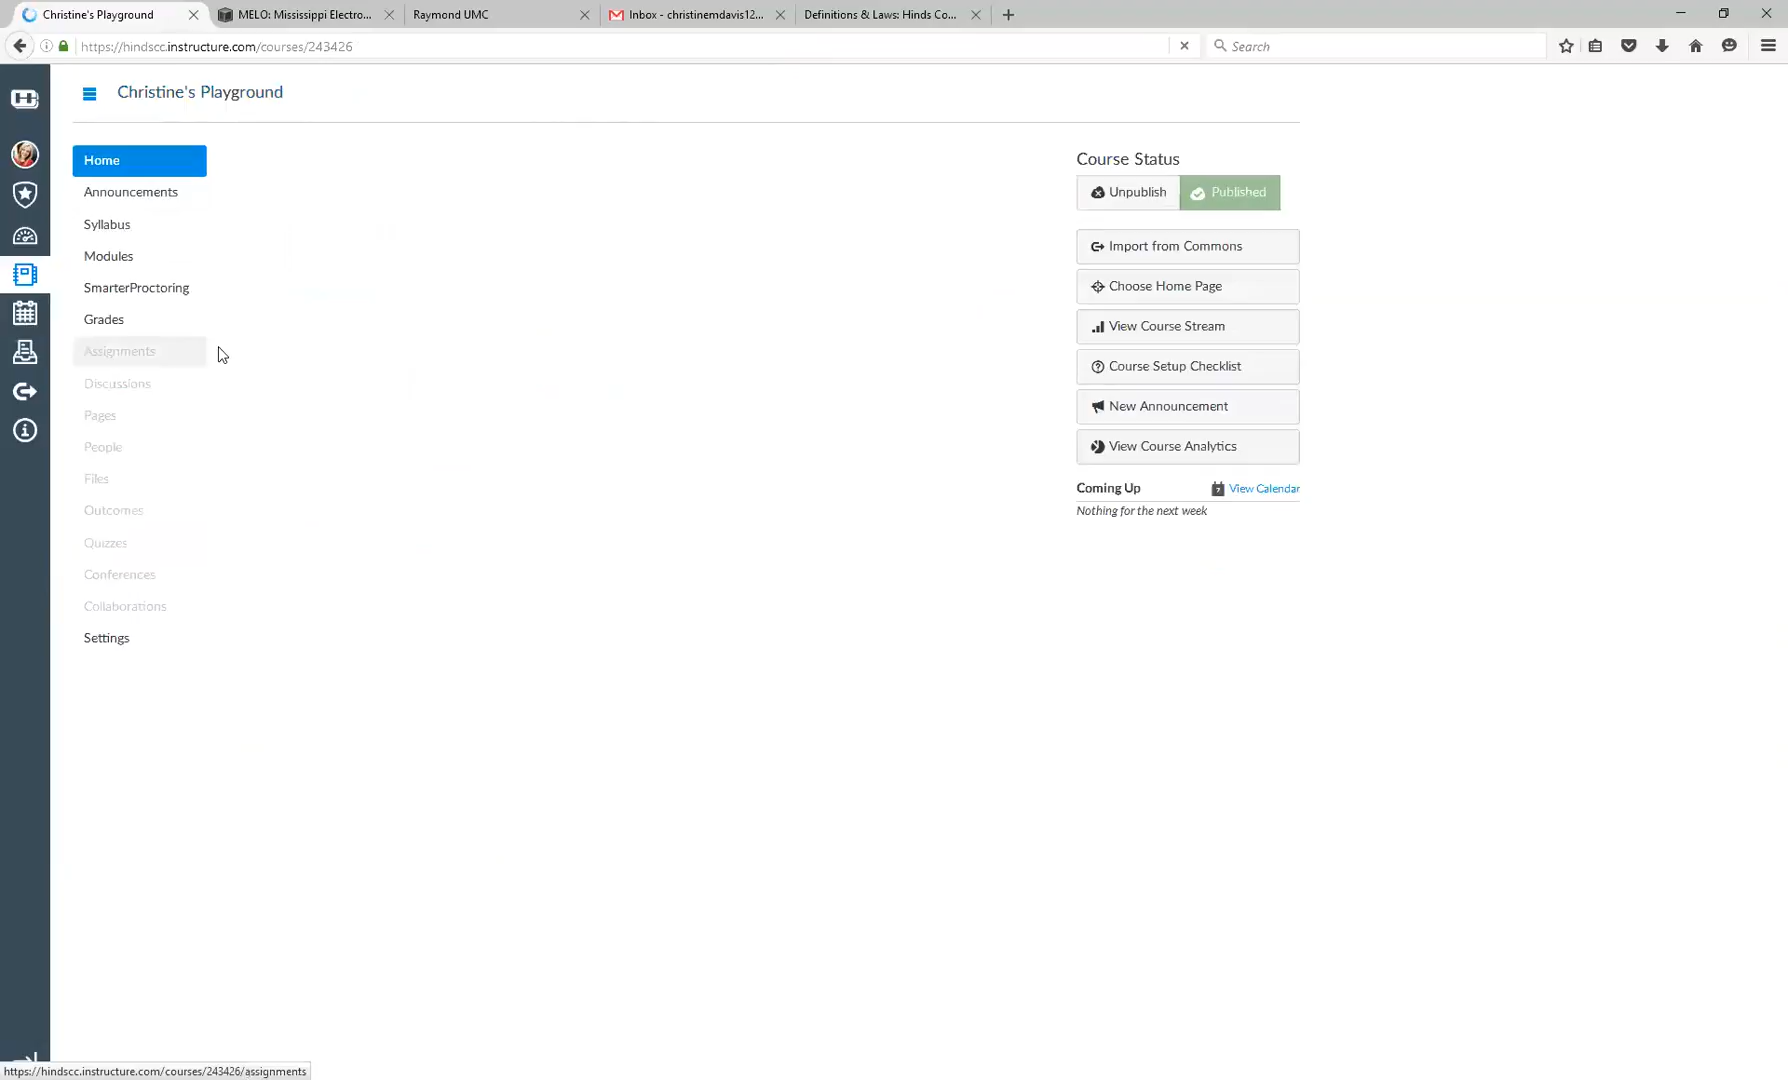 Christine's Playground
MELO: Mississippi Electro...
Raymond UMC
Inbox - christinemdavis12...
Definitions & Laws: Hinds Co...
https://hindscc.instructure.com/courses/243426
Search
Christine's Playground
Home
Announcements
Syllabus
Modules
SmarterProctoring
Grades
Assignments
Discussions
Pages
People
Files
Outcomes
Quizzes
Conferences
Collaborations
Settings
Course Status
Unpublish
Published
Import from Commons
Choose Home Page
View Course Stream
Course Setup Checklist
New Announcement
View Course Analytics
Coming Up
View Calendar
Nothing for the next week
https://hindscc.instructure.com/courses/243426/assignments